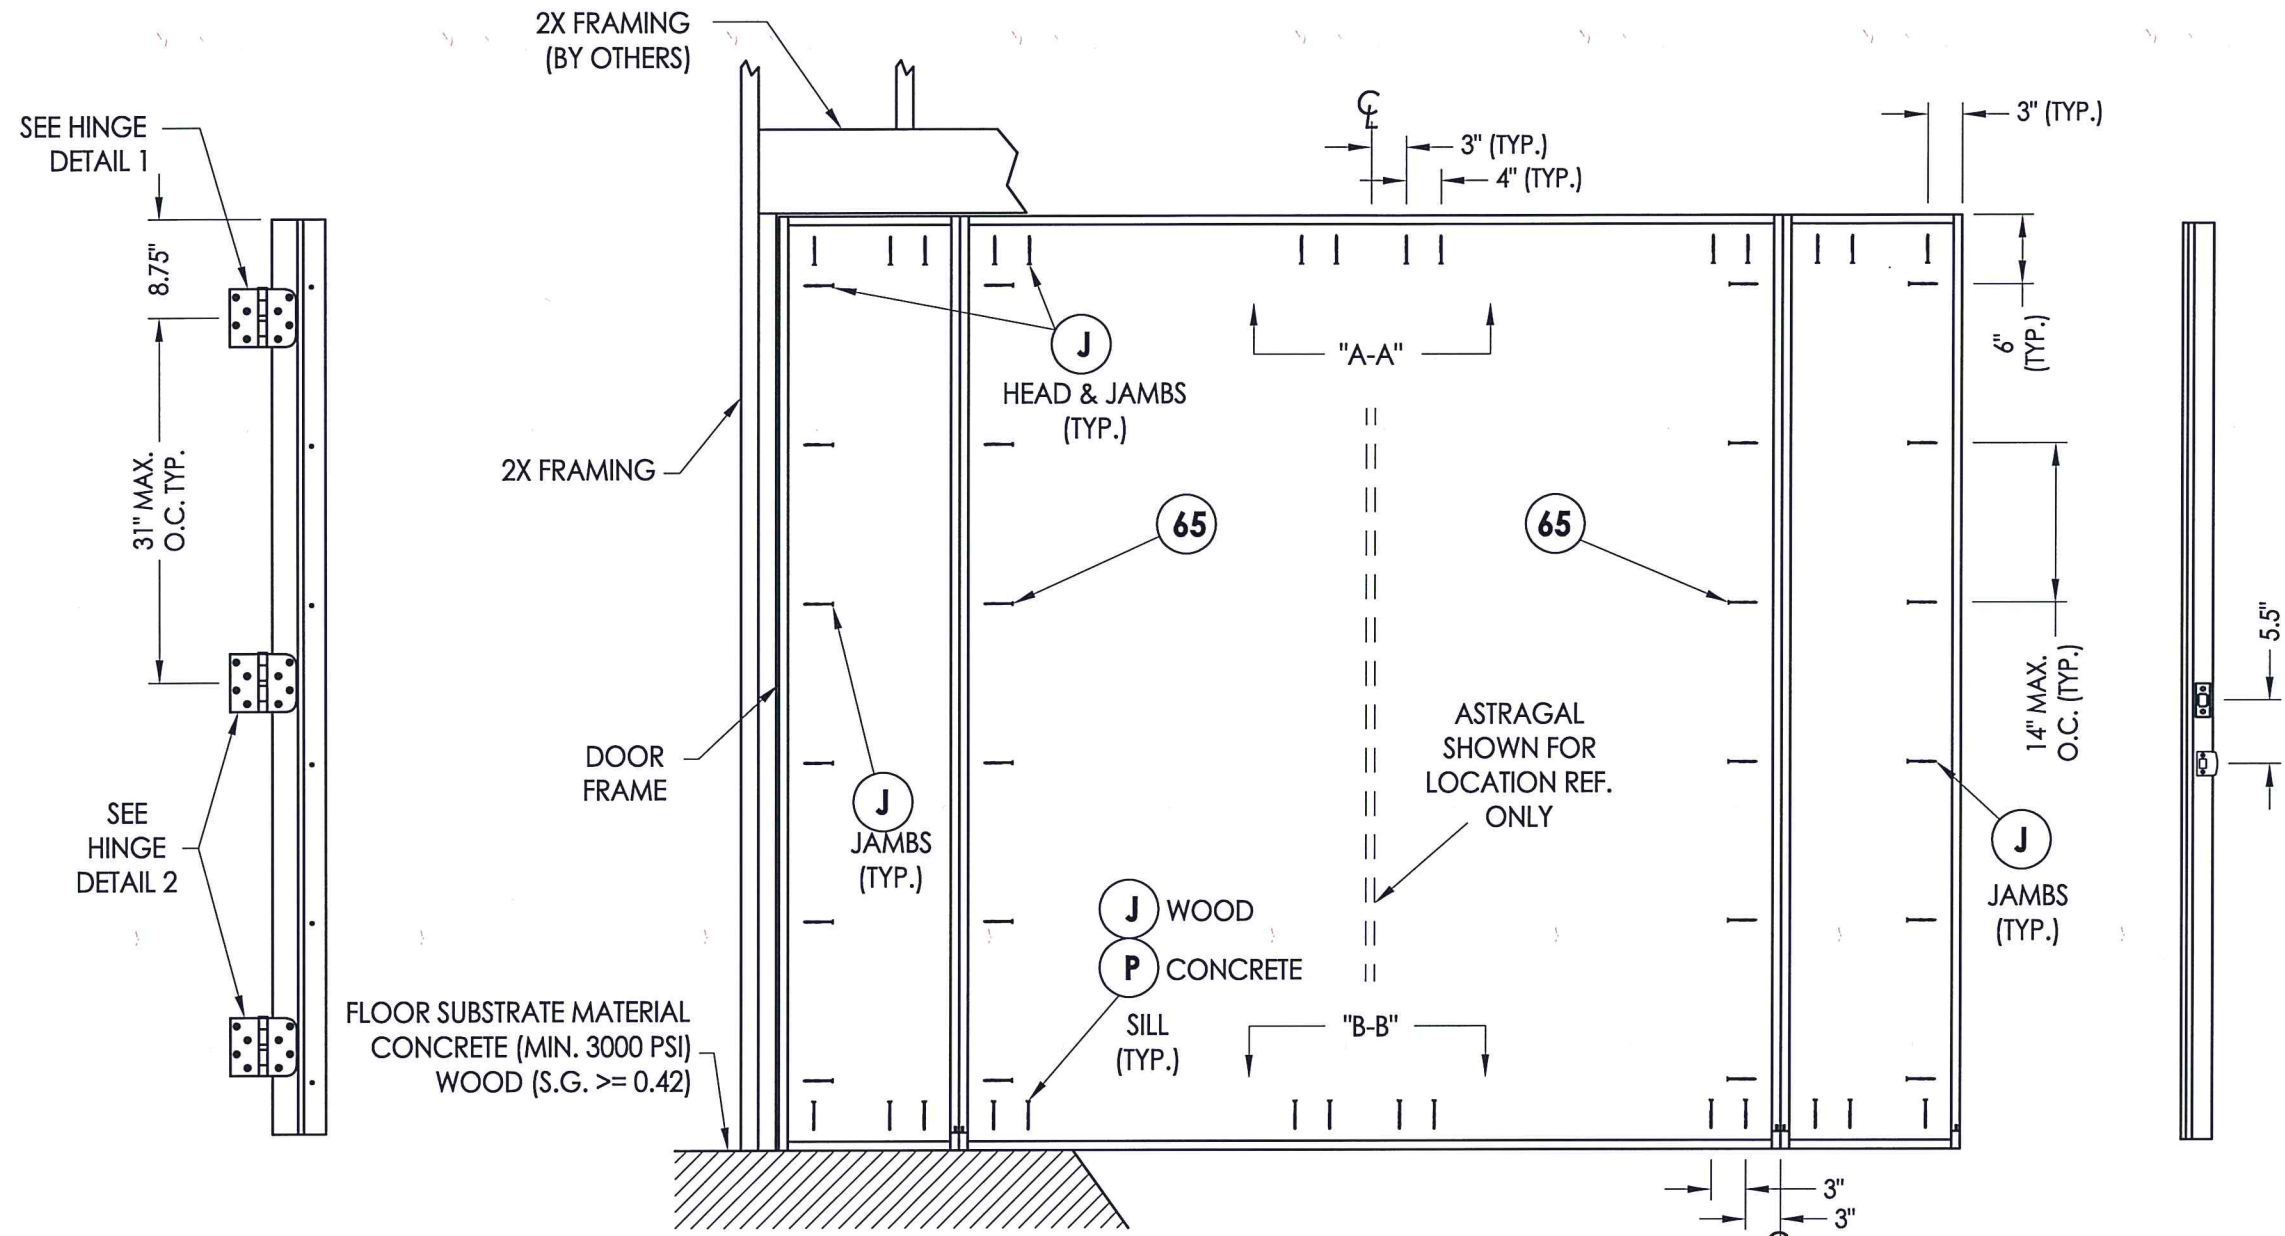 2X FRAMING
(BY OTHERS)
SEE HINGE
DETAIL 1
8.75"
31" MAX.
O.C. TYP.
SEE
HINGE
DETAIL 2
2X FRAMING
DOOR
FRAME
FLOOR SUBSTRATE MATERIAL
CONCRETE (MIN. 3000 PSI)
WOOD (S.G. >= 0.42)
℄
3" (TYP.)
4" (TYP.)
3" (TYP.)
J
HEAD & JAMBS
(TYP.)
"A-A"
6"
(TYP.)
65
65
14" MAX.
O.C. (TYP.)
5.5"
ASTRAGAL
SHOWN FOR
LOCATION REF.
ONLY
J
JAMBS
(TYP.)
J
JAMBS
(TYP.)
J WOOD
P CONCRETE
SILL
(TYP.)
"B-B"
3"
3"